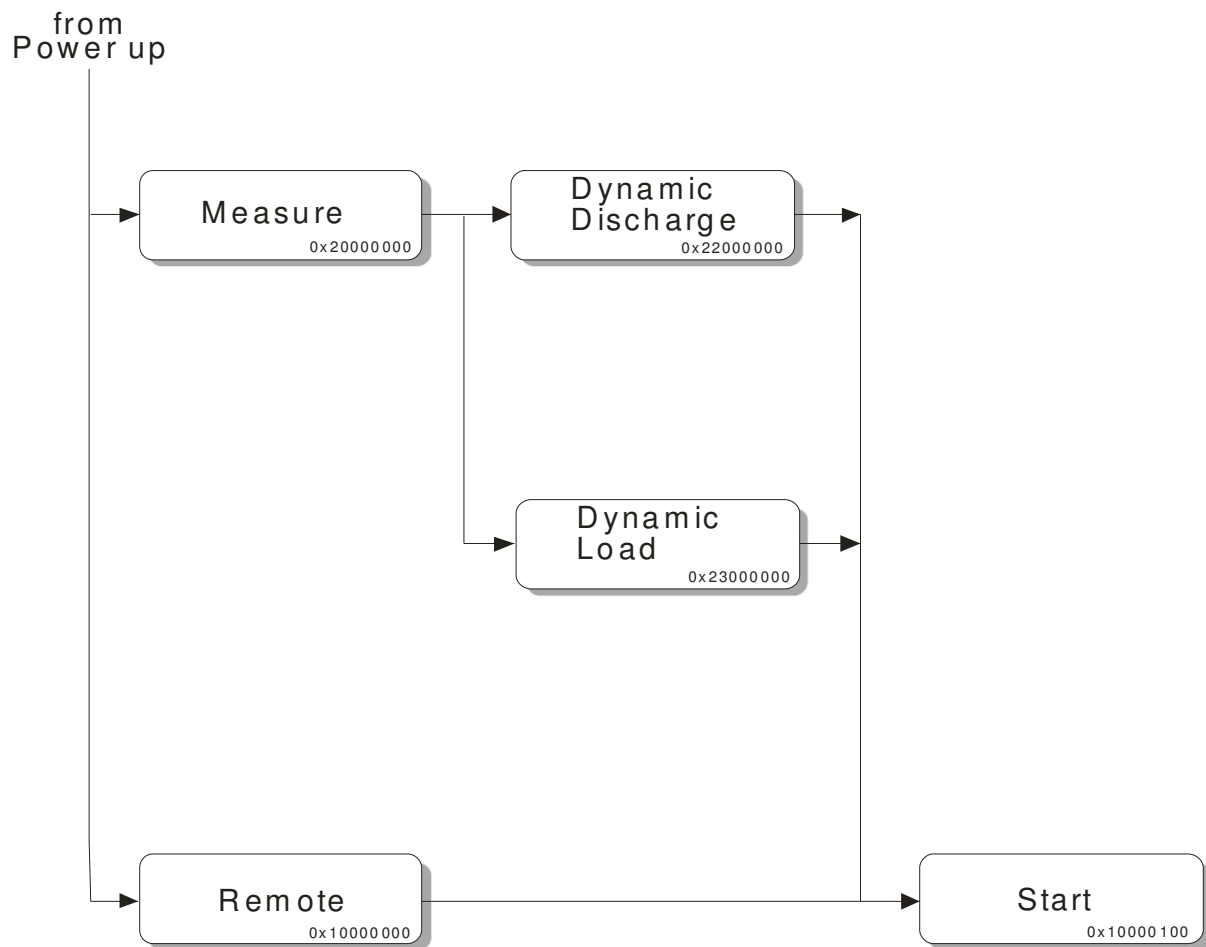 from
Power up
Measure
0x20000000
Dynamic
Discharge
0x22000000
Dynamic
Load
0x23000000
Remote
0x10000000
Start
0x10000100